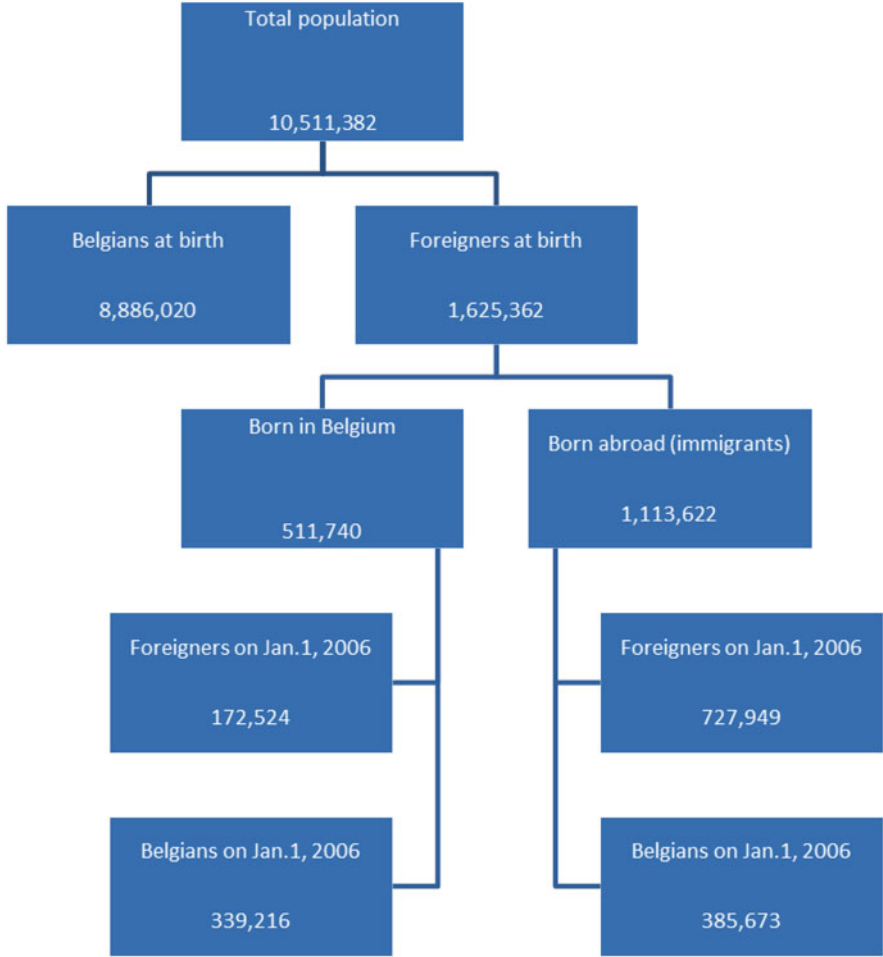 Total population
10,511,382
Belgians at birth
8,886,020
Foreigners at birth
1,625,362
Born in Belgium
511,740
Born abroad (immigrants)
1,113,622
Foreigners on Jan.1, 2006
172,524
Foreigners on Jan.1, 2006
727,949
Belgians on Jan.1, 2006
339,216
Belgians on Jan.1, 2006
385,673